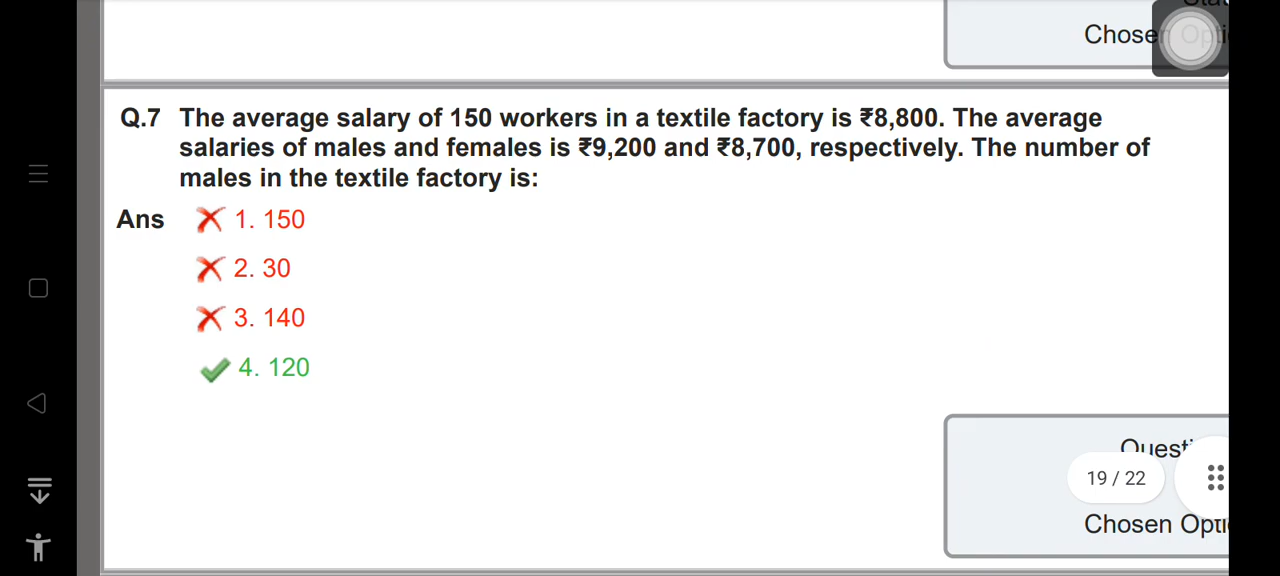 Chosen
Q.7 The average salary of 150 workers in a textile factory is ₹8,800. The average
salaries of males and females is ₹9,200 and ₹8,700, respectively. The number of
males in the textile factory is:
Ans 1. 150
2. 30
3. 140
4. 120
19 / 22
Chosen